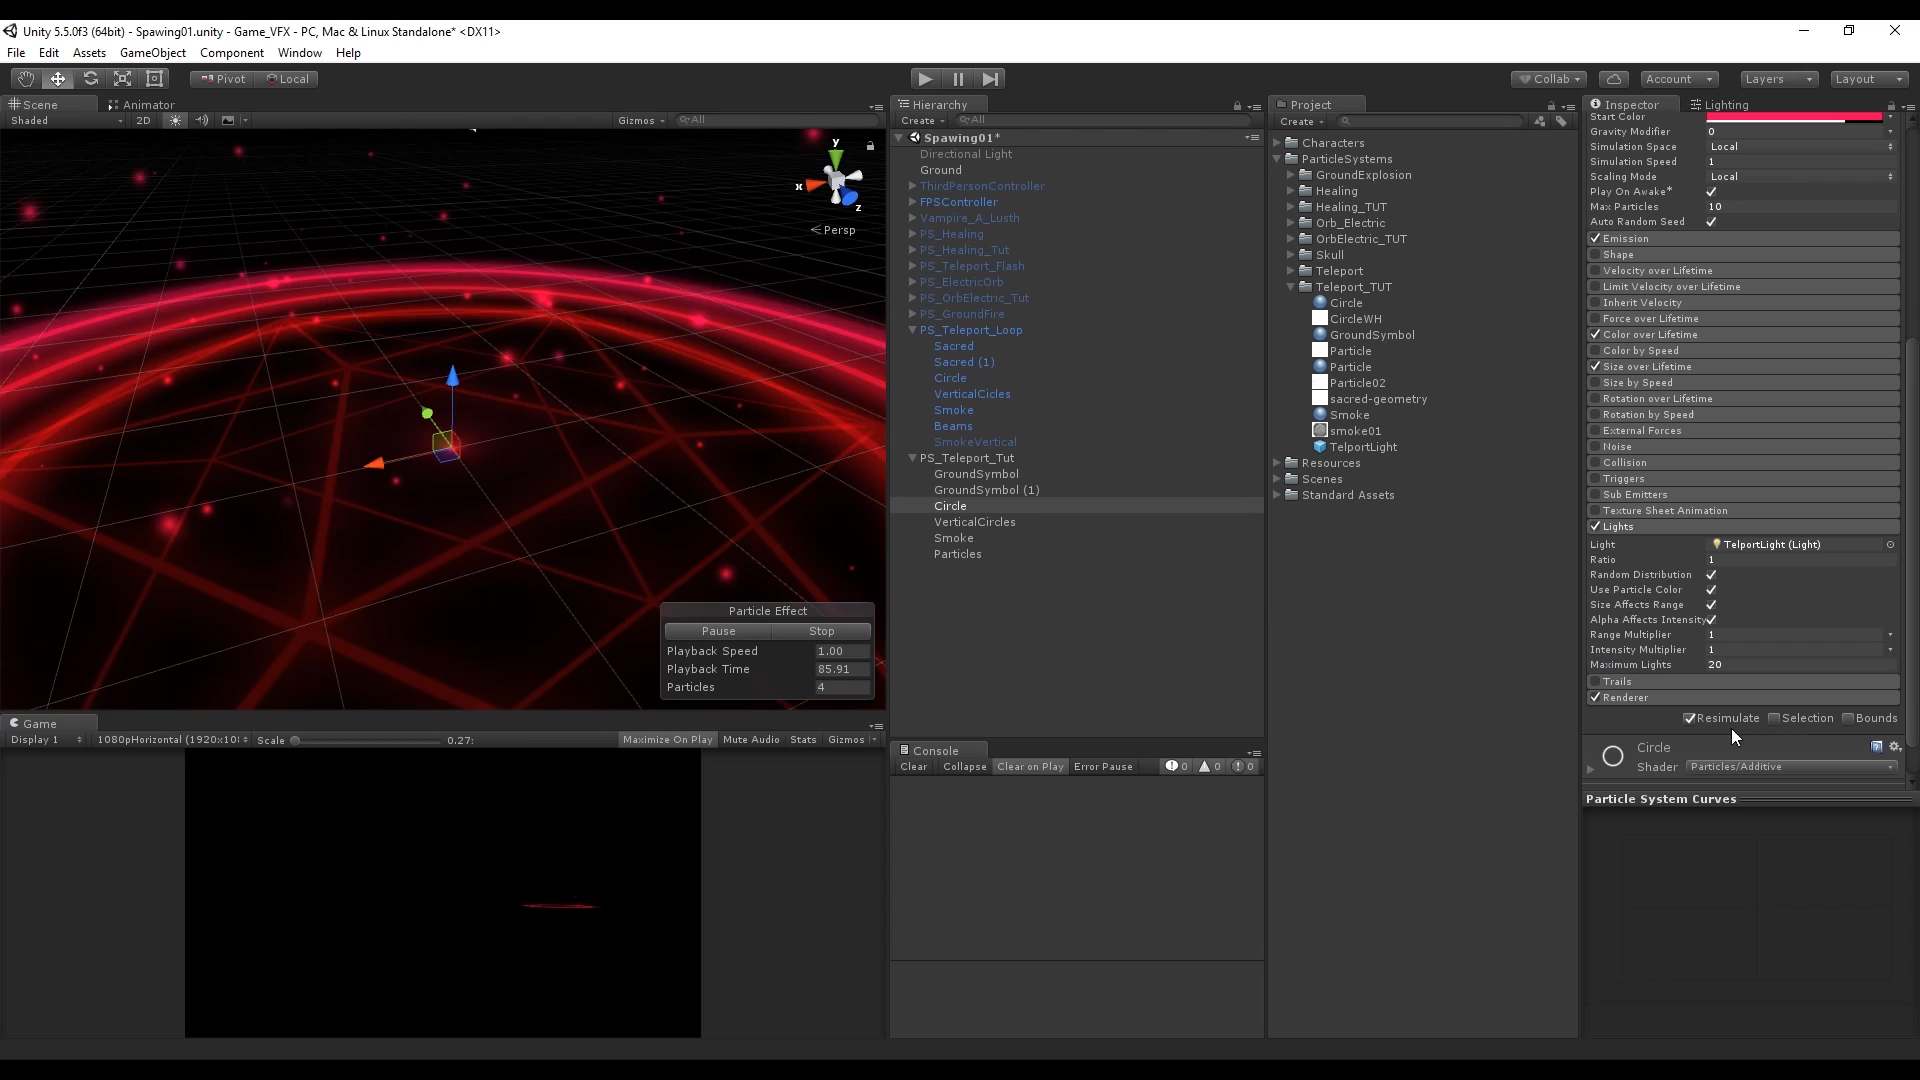 Unity 5.5.0f3 (64bit) - Spawing01.unity - Game_VFX - PC, Mac & Linux Standalone* <DX11>
File Edit Assets GameObject Component Window Help
Pivot Local
Collab Account Layers Layout
Scene Animator
Shaded 2D Gizmos All
y
x
z
Persp
Particle Effect
Pause Stop
Playback Speed 1.00
Playback Time 85.91
Particles 4
Game
Display 1 1080pHorizontal (1920x10 Scale 0.27: Maximize On Play Mute Audio Stats Gizmos
Hierarchy
Create All
Spawing01*
Directional Light
Ground
ThirdPersonController
FPSController
Vampire_A_Lusth
PS_Healing
PS_Healing_Tut
PS_Teleport_Flash
PS_ElectricOrb
PS_OrbElectric_Tut
PS_GroundFire
PS_Teleport_Loop
Sacred
Sacred (1)
Circle
VerticalCicles
Smoke
Beams
SmokeVertical
PS_Teleport_Tut
GroundSymbol
GroundSymbol (1)
Circle
VerticalCircles
Smoke
Particles
Console
Clear Collapse Clear on Play Error Pause 0 0 0
Project
Create
Characters
ParticleSystems
GroundExplosion
Healing
Healing_TUT
Orb_Electric
OrbElectric_TUT
Skull
Teleport
Teleport_TUT
Circle
CircleWH
GroundSymbol
Particle
Particle
Particle02
sacred-geometry
Smoke
smoke01
TelportLight
Resources
Scenes
Standard Assets
Inspector Lighting
Start Color
Gravity Modifier 0
Simulation Space Local
Simulation Speed 1
Scaling Mode Local
Play On Awake*
Max Particles 10
Auto Random Seed
Emission
Shape
Velocity over Lifetime
Limit Velocity over Lifetime
Inherit Velocity
Force over Lifetime
Color over Lifetime
Color by Speed
Size over Lifetime
Size by Speed
Rotation over Lifetime
Rotation by Speed
External Forces
Noise
Collision
Triggers
Sub Emitters
Texture Sheet Animation
Lights
Light TelportLight (Light)
Ratio 1
Random Distribution
Use Particle Color
Size Affects Range
Alpha Affects Intensity
Range Multiplier 1
Intensity Multiplier 1
Maximum Lights 20
Trails
Renderer
Resimulate Selection Bounds
Circle
Shader Particles/Additive
Particle System Curves